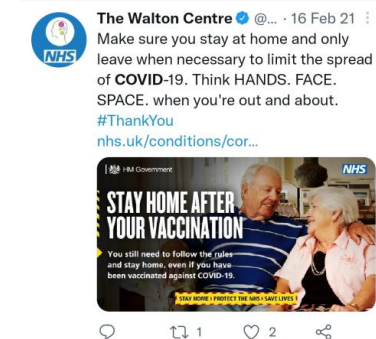 The Walton Centre @... · 16 Feb 21
Make sure you stay at home and only
leave when necessary to limit the spread
of COVID-19. Think HANDS. FACE.
SPACE. when you're out and about.
#ThankYou
nhs.uk/conditions/cor...
NHS
HM Government
NHS
STAY HOME AFTER
YOUR VACCINATION
You still need to follow the rules
and stay home, even if you have
been vaccinated against COVID-19.
STAY HOME › PROTECT THE NHS › SAVE LIVES
1
2